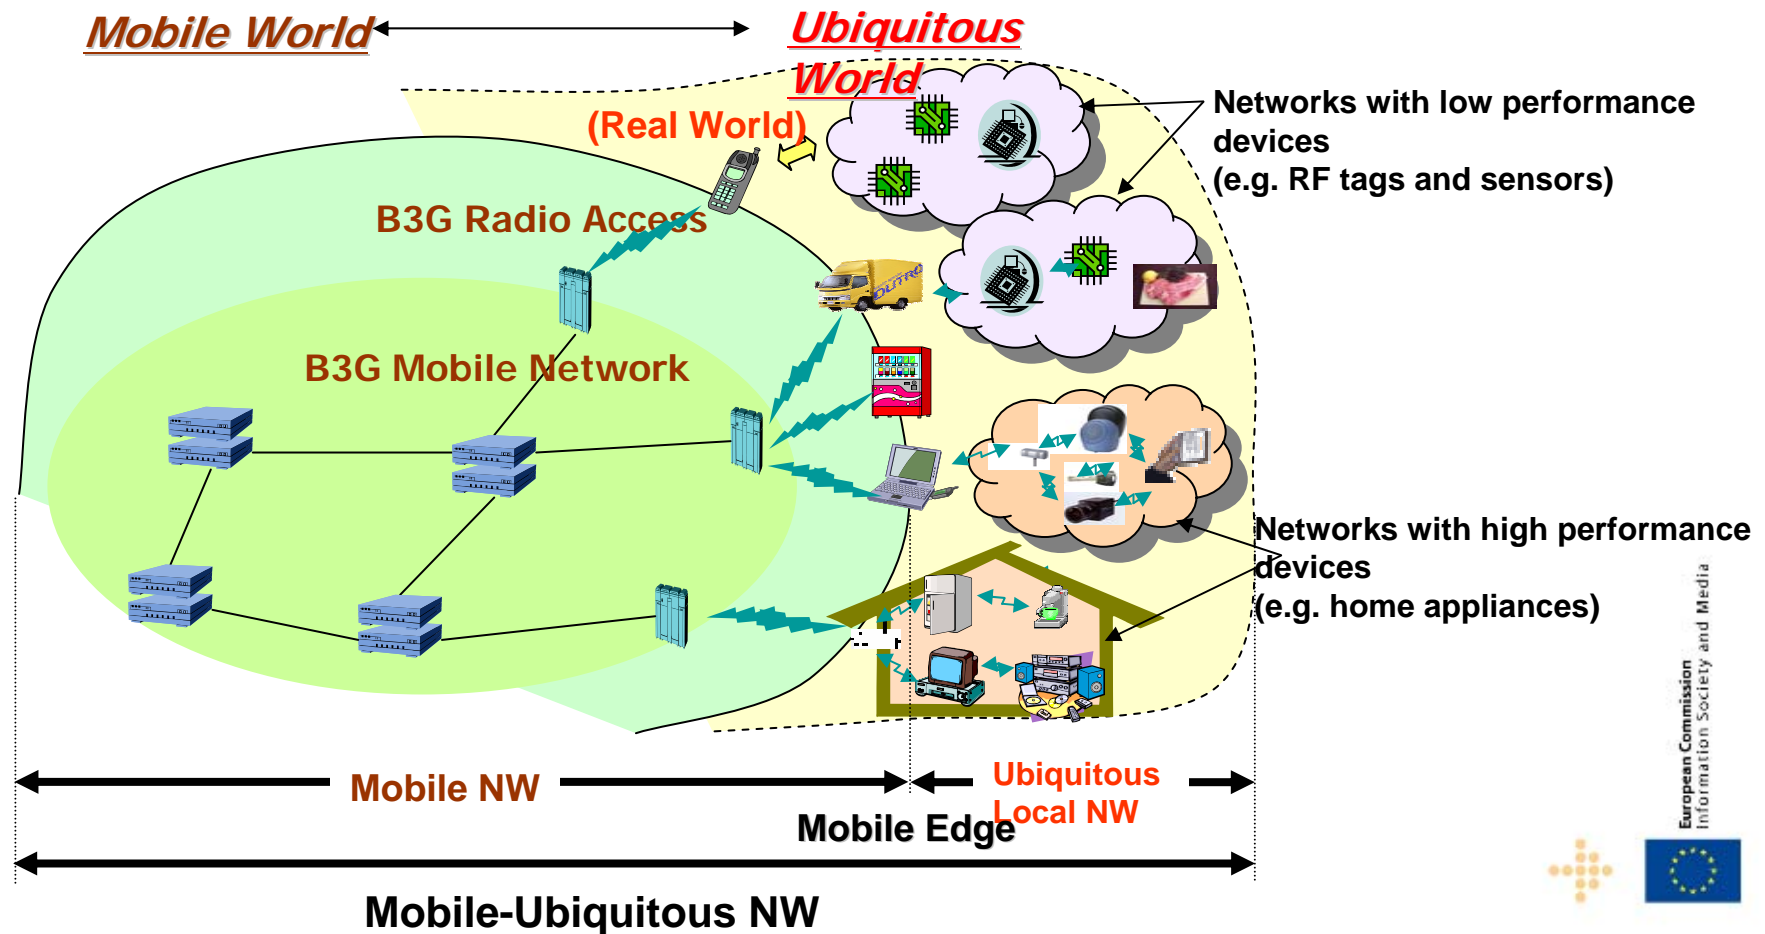 Mobile World
Ubiquitous
World
(Real World)
Networks with low performance
devices
(e.g. RF tags and sensors)
B3G Radio Access
DUTRO
B3G Mobile Network
Networks with high performance
devices
(e.g. home appliances)
Mobile NW
Ubiquitous
Local NW
Mobile Edge
Mobile-Ubiquitous NW
European Commission
Information Society and Media